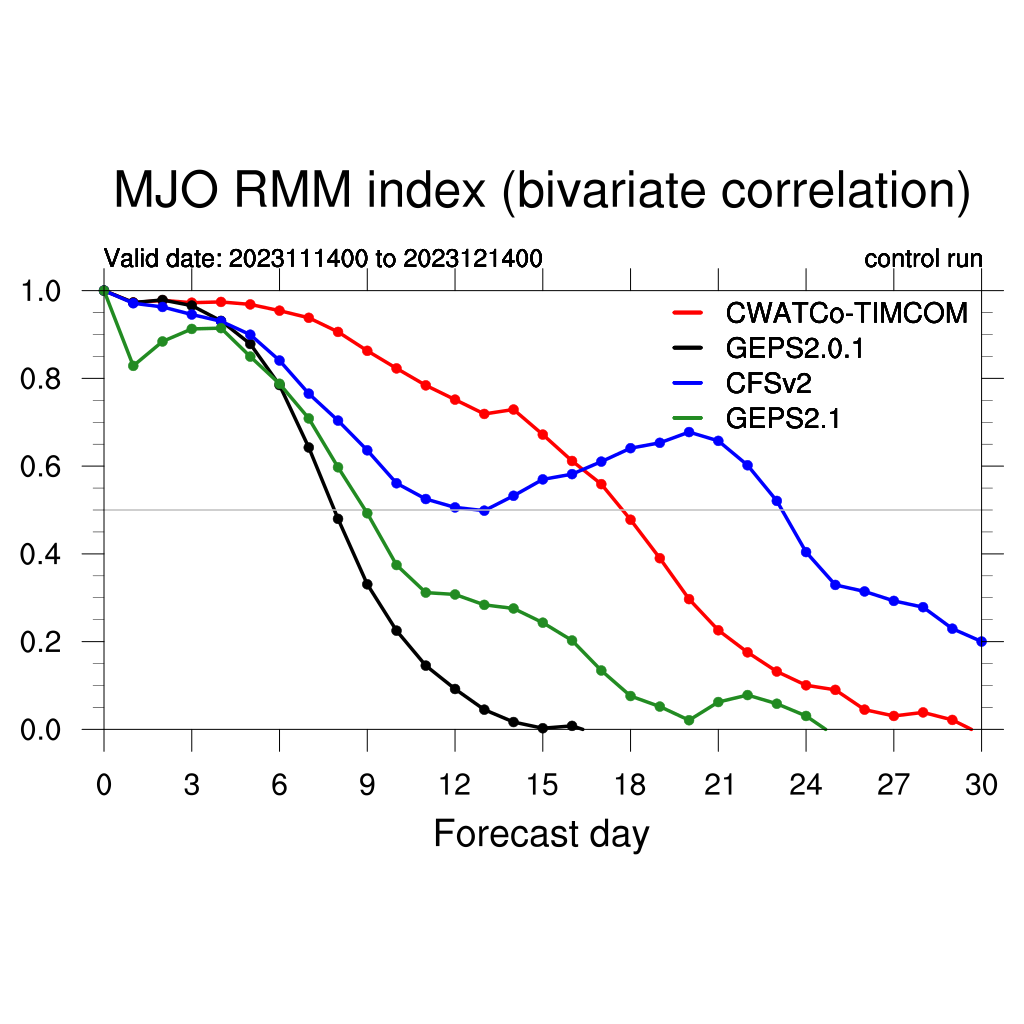 MJO RMM index (bivariate correlation)
Valid date: 2023111400 to 2023121400 control run
CWATCo-TIMCOM
GEPS2.0.1
CFSv2
GEPS2.1
1.0
0.8
0.6
0.4
0.2
0.0
0 3 6 9 12 15 18 21 24 27 30
Forecast day